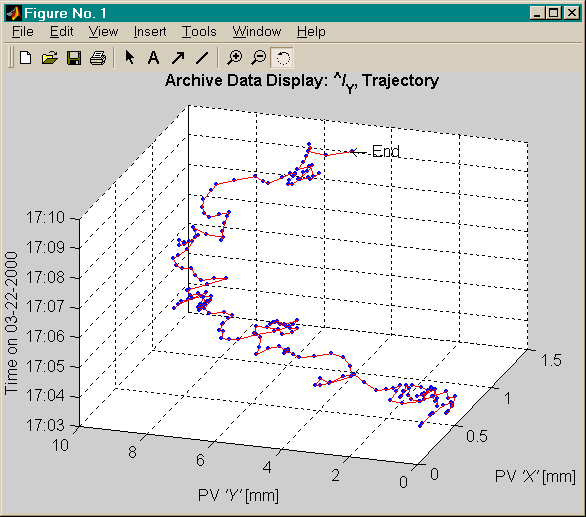 Figure No. 1
File Edit View Insert Tools Window Help
A
Archive Data Display: ^/Y, Trajectory
End
17:10
17:09
17:08
17:07
17:06
17:05
17:04
17:03
Time on 03-22-2000
10
8
6
4
2
0
PV 'Y' [mm]
0
0.5
1
1.5
PV 'X' [mm]